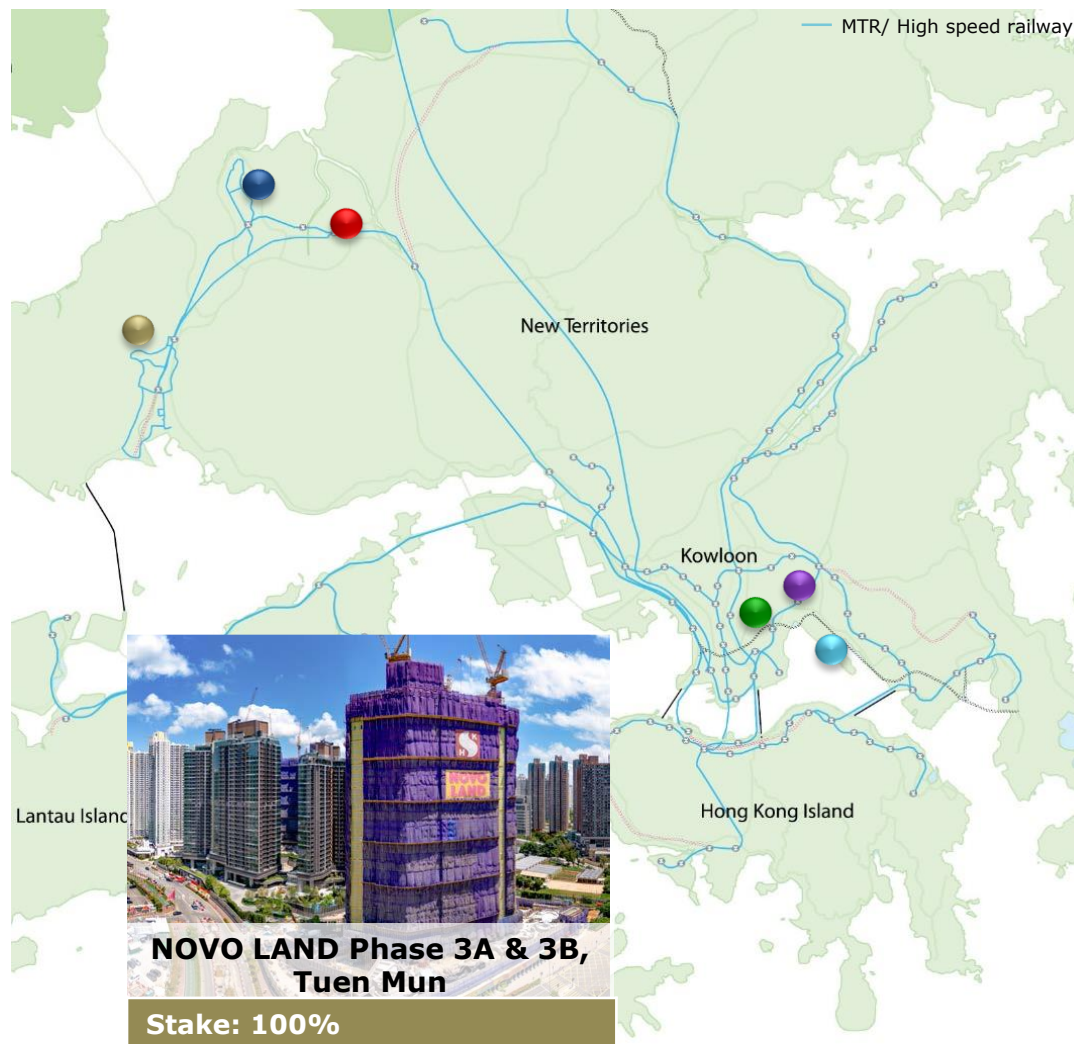 MTR/ High speed railway
New Territories
Kowloon
Hong Kong Island
Lantau Island
NOVO
LAND
NOVO LAND Phase 3A & 3B,
Tuen Mun
Stake: 100%